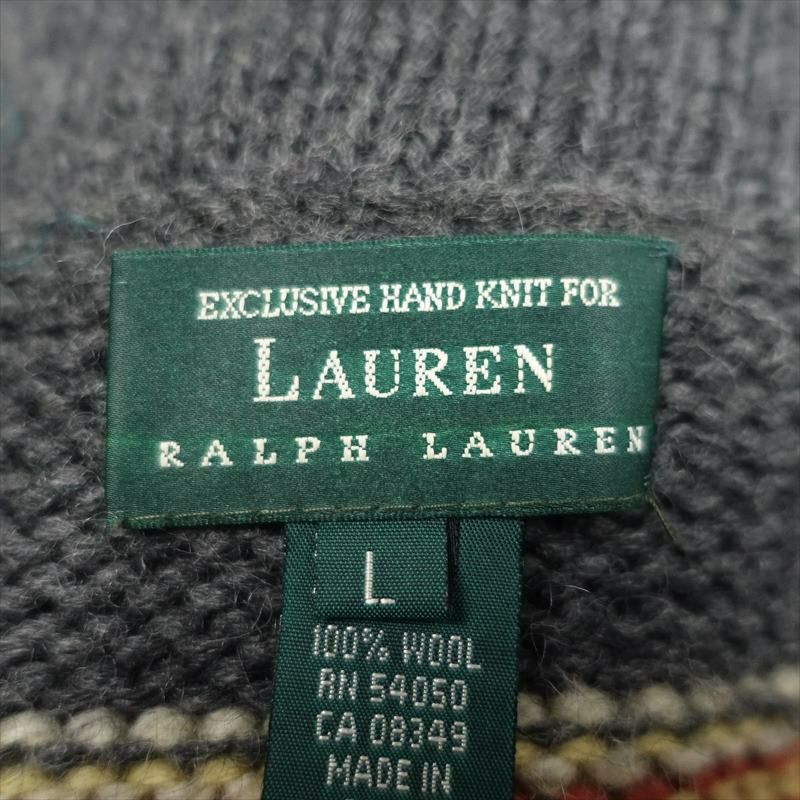 EXCLUSIVE HAND KNIT FOR
LAUREN
RALPH LAUREN
L
100% WOOL
RN 54050
CA 08349
MADE IN